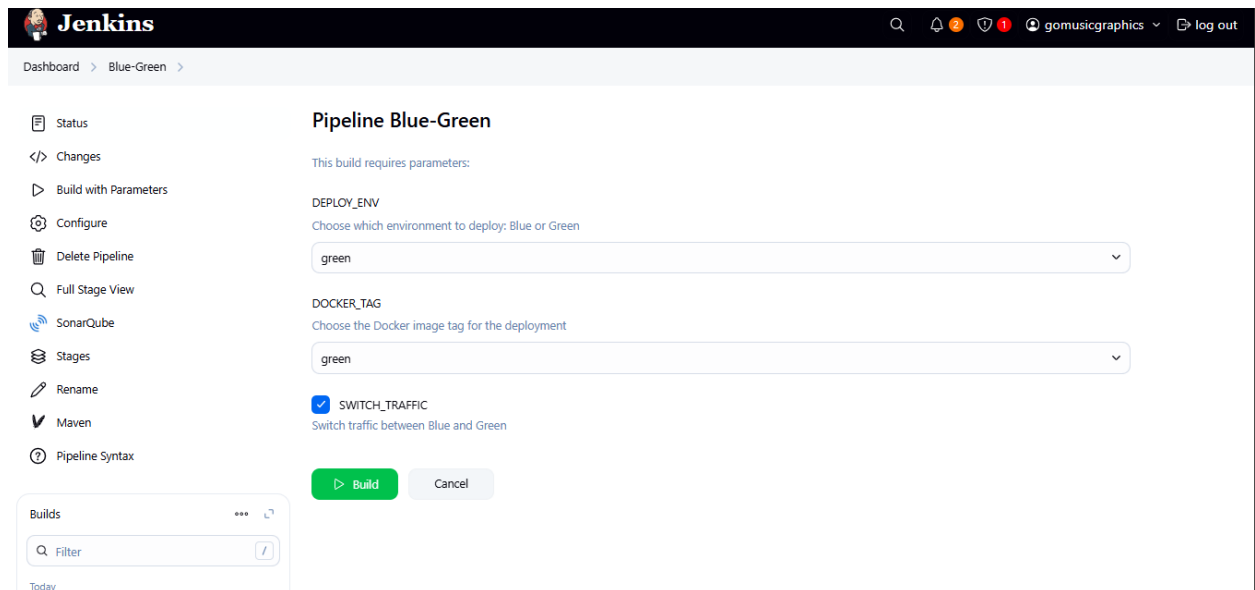 Jenkins
2
1
gomusicgraphics
log out
Dashboard > Blue-Green >
Status
Changes
Build with Parameters
Configure
Delete Pipeline
Full Stage View
SonarQube
Stages
Rename
Maven
Pipeline Syntax
Builds
Filter /
Today
Pipeline Blue-Green
This build requires parameters:
DEPLOY_ENV
Choose which environment to deploy: Blue or Green
green
DOCKER_TAG
Choose the Docker image tag for the deployment
green
SWITCH_TRAFFIC
Switch traffic between Blue and Green
Build
Cancel